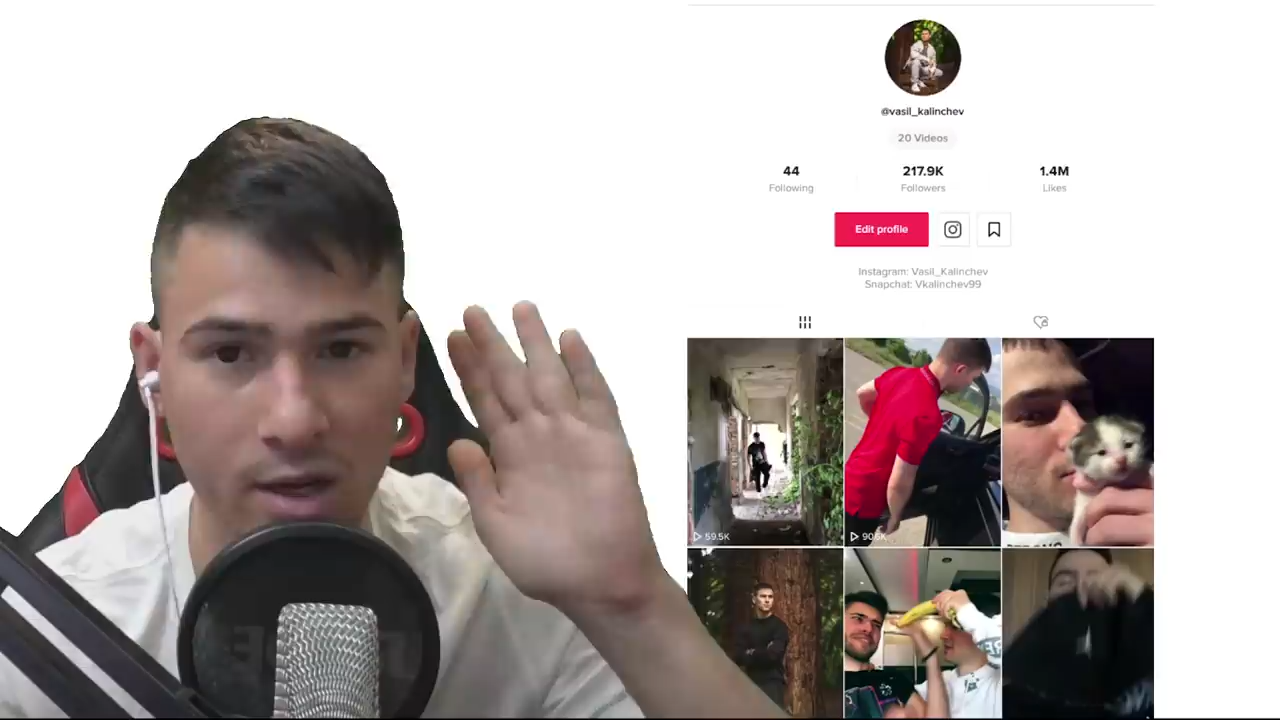 @vasil_kalinchev
20 Videos
44 217.9K 1.4M
Following Followers Likes
Edit profile
Instagram: Vasil_Kalinchev
Snapchat: Vkalinchev99
59.5K